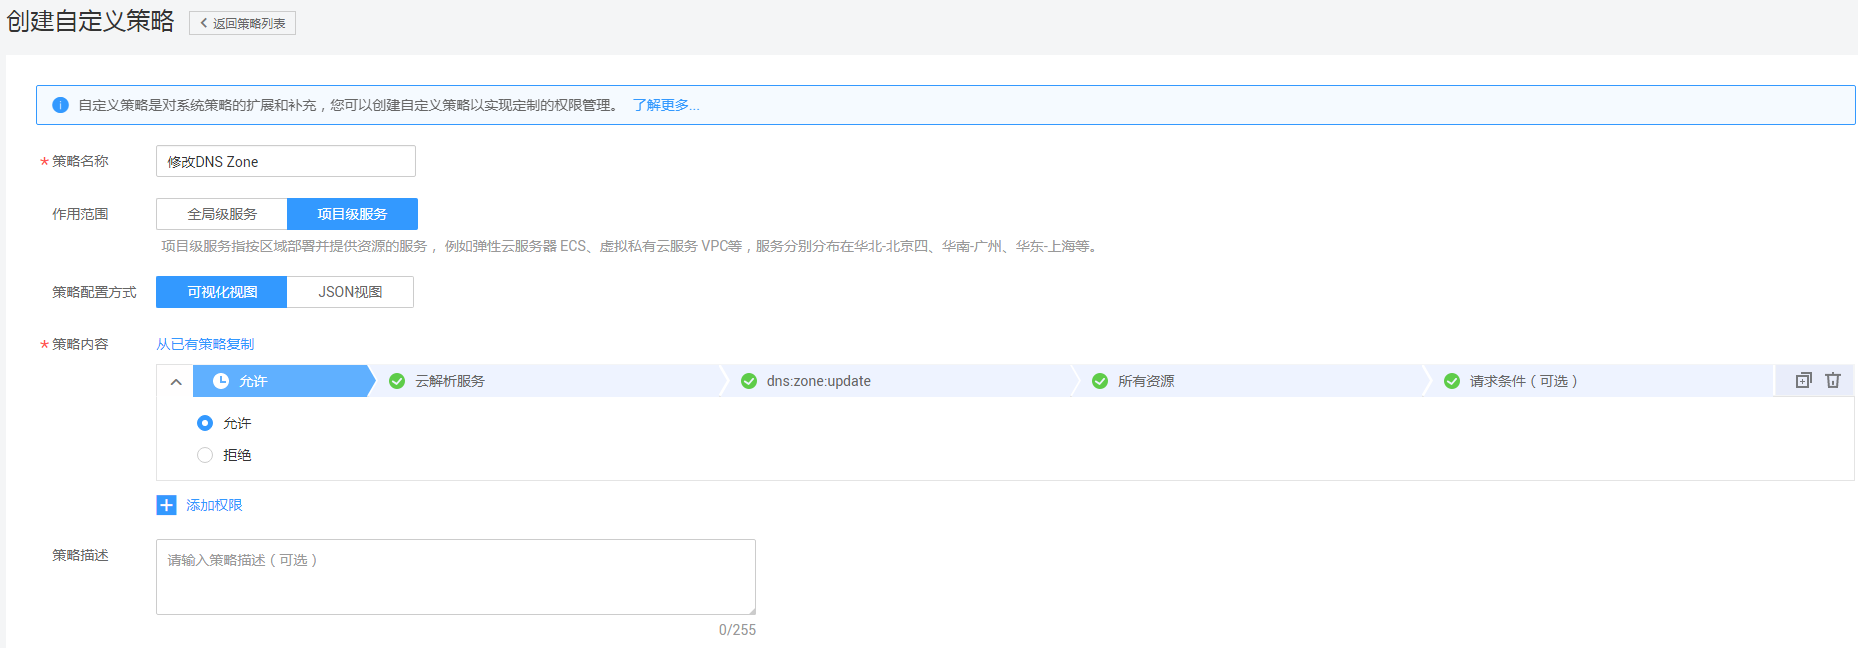 创建自定义策略
返回策略列表
自定义策略是对系统策略的扩展和补充，您可以创建自定义策略以实现定制的权限管理。 了解更多...
* 策略名称 修改DNS Zone
作用范围 全局级服务 项目级服务
项目级服务指按区域部署并提供资源的服务， 例如弹性云服务器 ECS、虚拟私有云服务 VPC等，服务分别分布在华北-北京四、华南-广州、华东-上海等。
策略配置方式 可视化视图 JSON视图
* 策略内容 从已有策略复制
允许 云解析服务 dns:zone:update 所有资源 请求条件（可选）
允许
拒绝
添加权限
策略描述 请输入策略描述（可选）
0/255